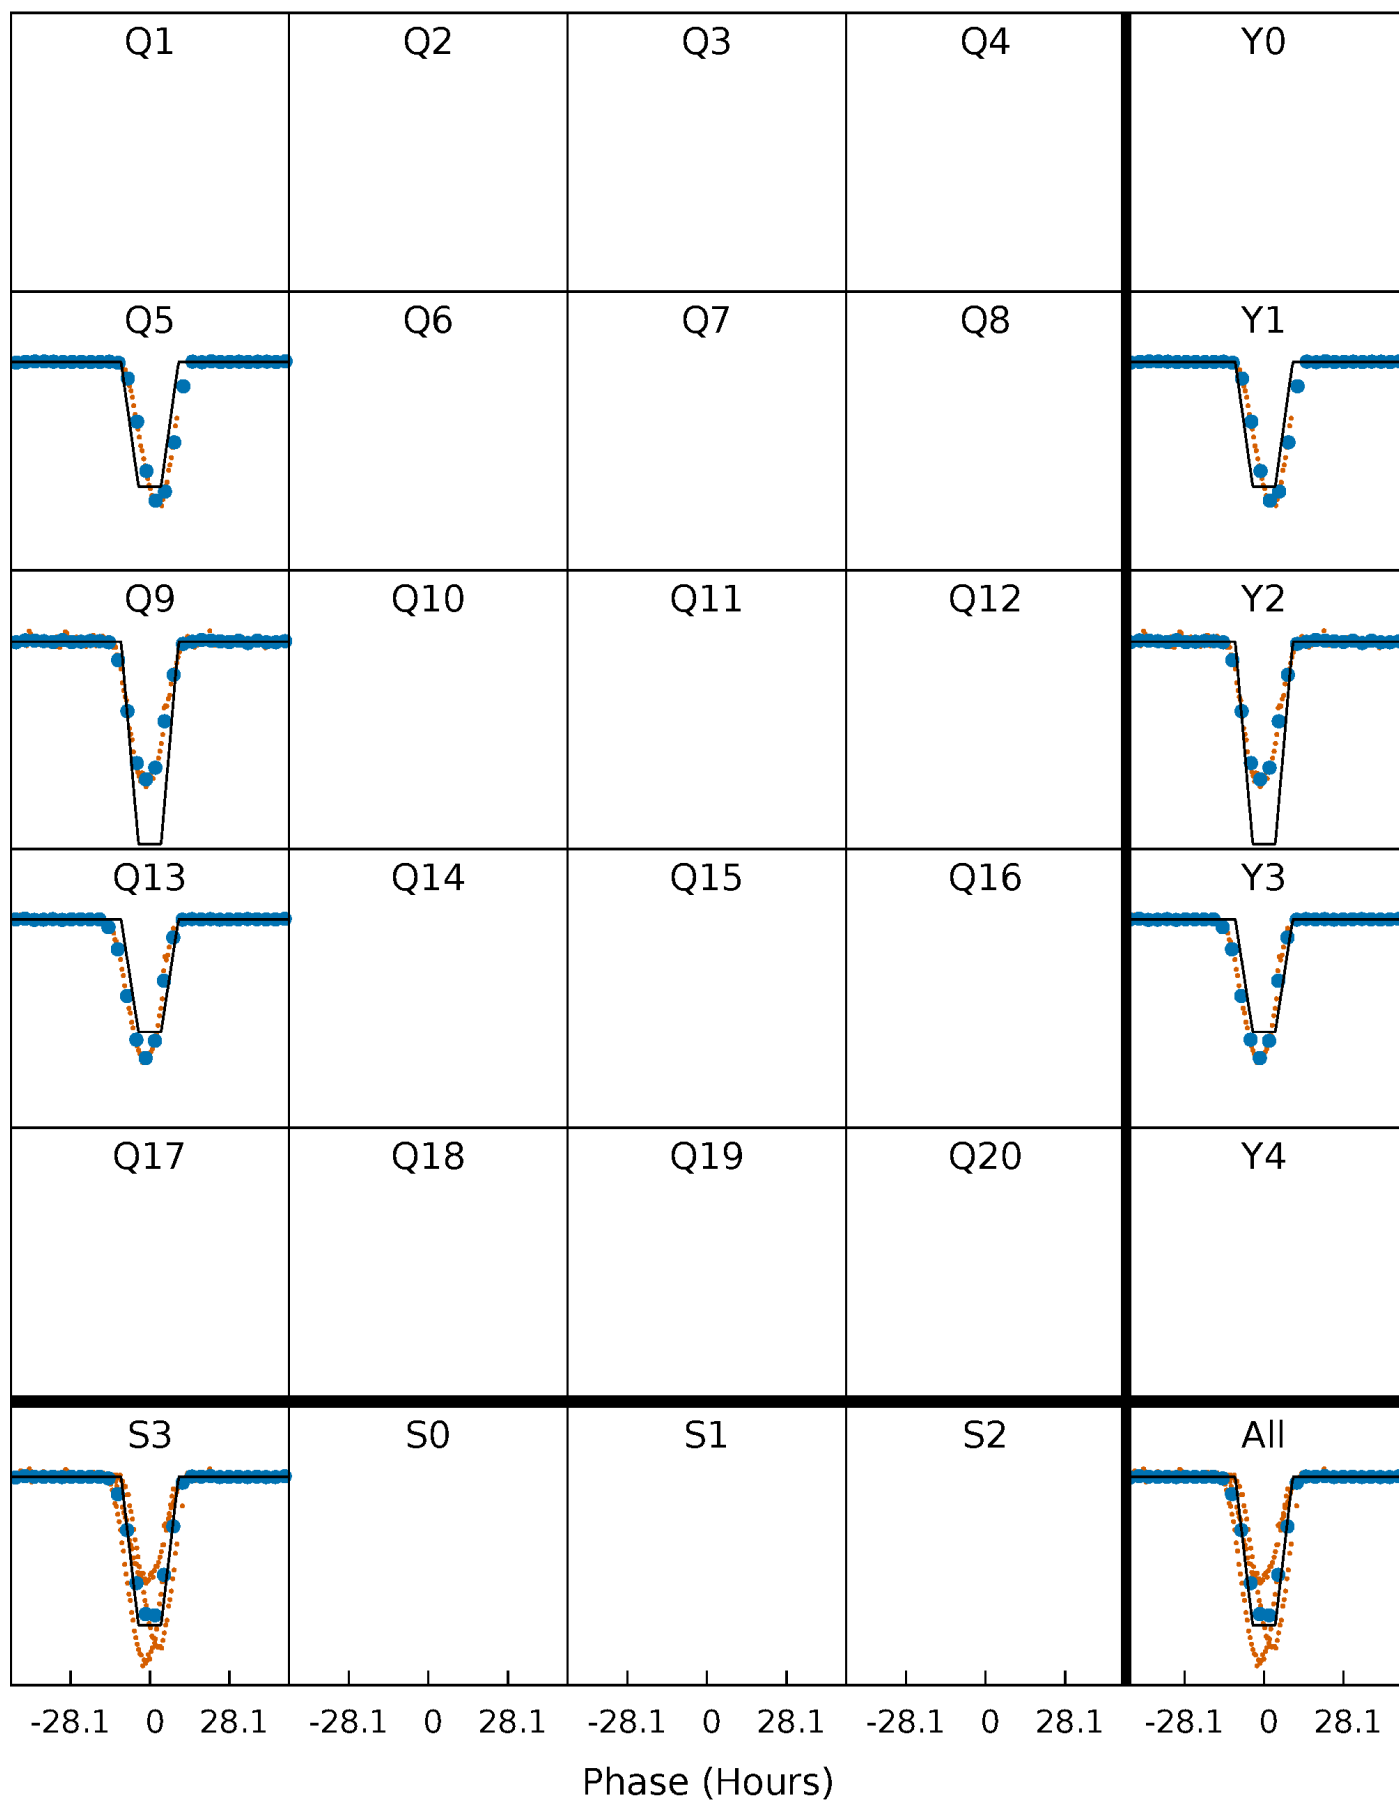 Q1 Q2 Q3 Q4 Y0
Q5 Q6 Q7 Q8 Y1
Q9 Q10 Q11 Q12 Y2
Q13 Q14 Q15 Q16 Y3
Q17 Q18 Q19 Q20 Y4
S3 S0 S1 S2 All
-28.1 0 28.1 -28.1 0 28.1 -28.1 0 28.1 -28.1 0 28.1 -28.1 0 28.1
Phase (Hours)